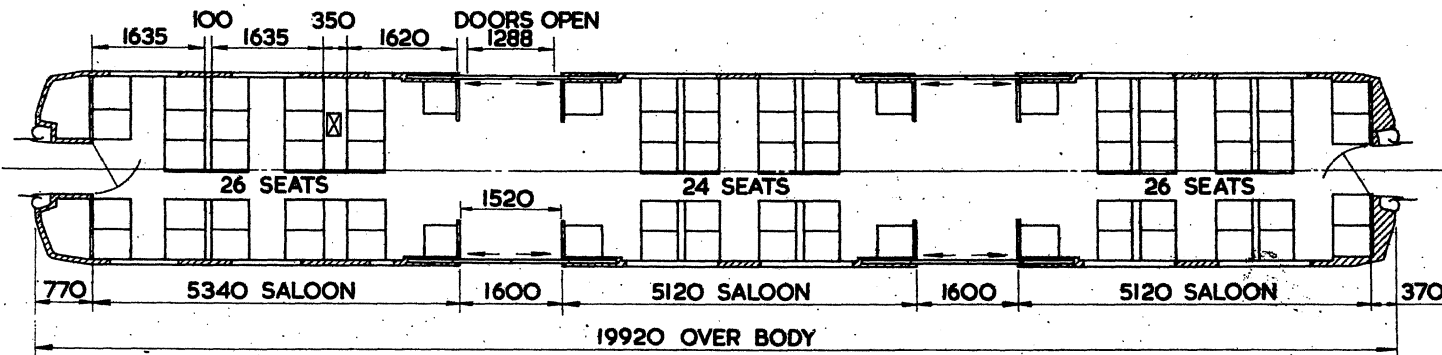 100 350 DOORS OPEN
1635 1635 1620 1288
26 SEATS 24 SEATS 26 SEATS
1520
770 5340 SALOON 1600 5120 SALOON 1600 5120 SALOON 370
19920 OVER BODY